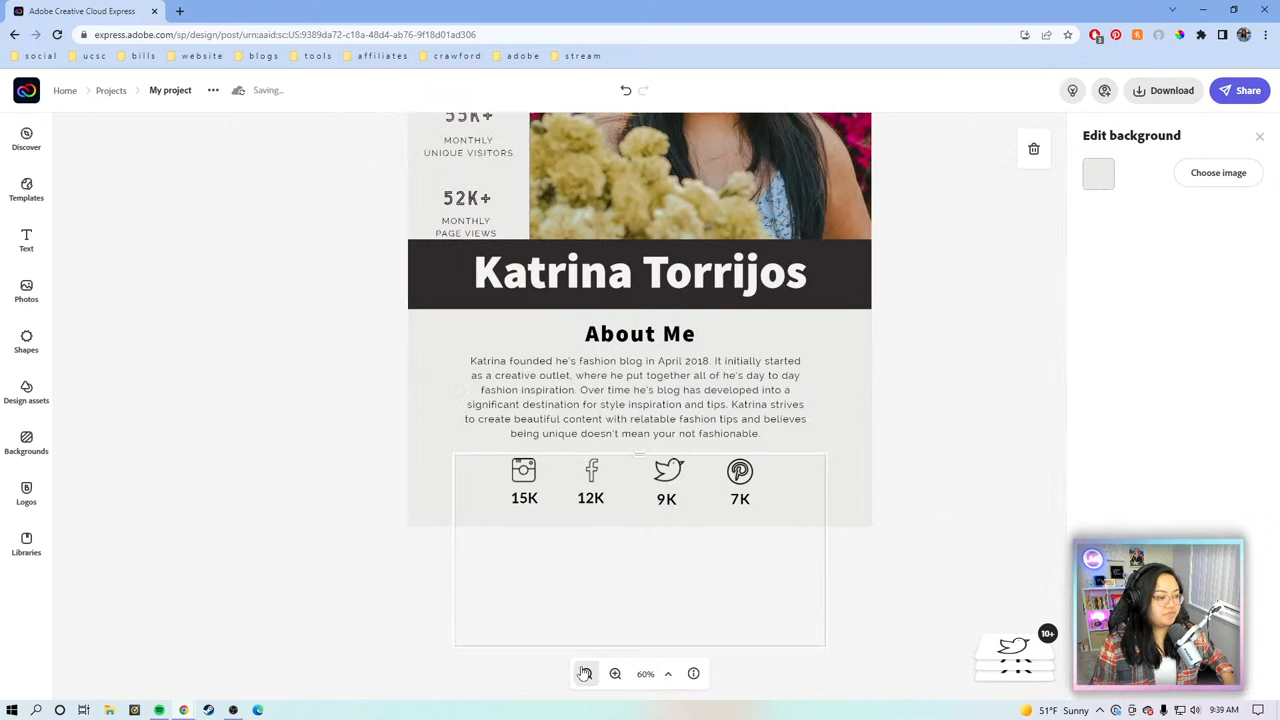 Adobe Express
express.adobe.com/sp/design/post/urn:aaid:sc:US:9389da72-c18a-48d4-ab76-9f18d01ad306
social
ucsc
bills
website
blogs
tools
affiliates
crawford
adobe
stream
Home
Projects
My project
Saving...
Download
Share
Discover
Templates
Text
Photos
Shapes
Design assets
Backgrounds
Logos
Libraries
Edit background
Choose image
55K+
MONTHLY
UNIQUE VISITORS
52K+
MONTHLY
PAGE VIEWS
Katrina Torrijos
About Me
Katrina founded he's fashion blog in April 2018. It initially started
as a creative outlet, where he put together all of he's day to day
fashion inspiration. Over time he's blog has developed into a
significant destination for style inspiration and tips. Katrina strives
to create beautiful content with relatable fashion tips and believes
being unique doesn't mean your not fashionable.
15K
12K
9K
7K
10+
60%
51°F
9:39 AM